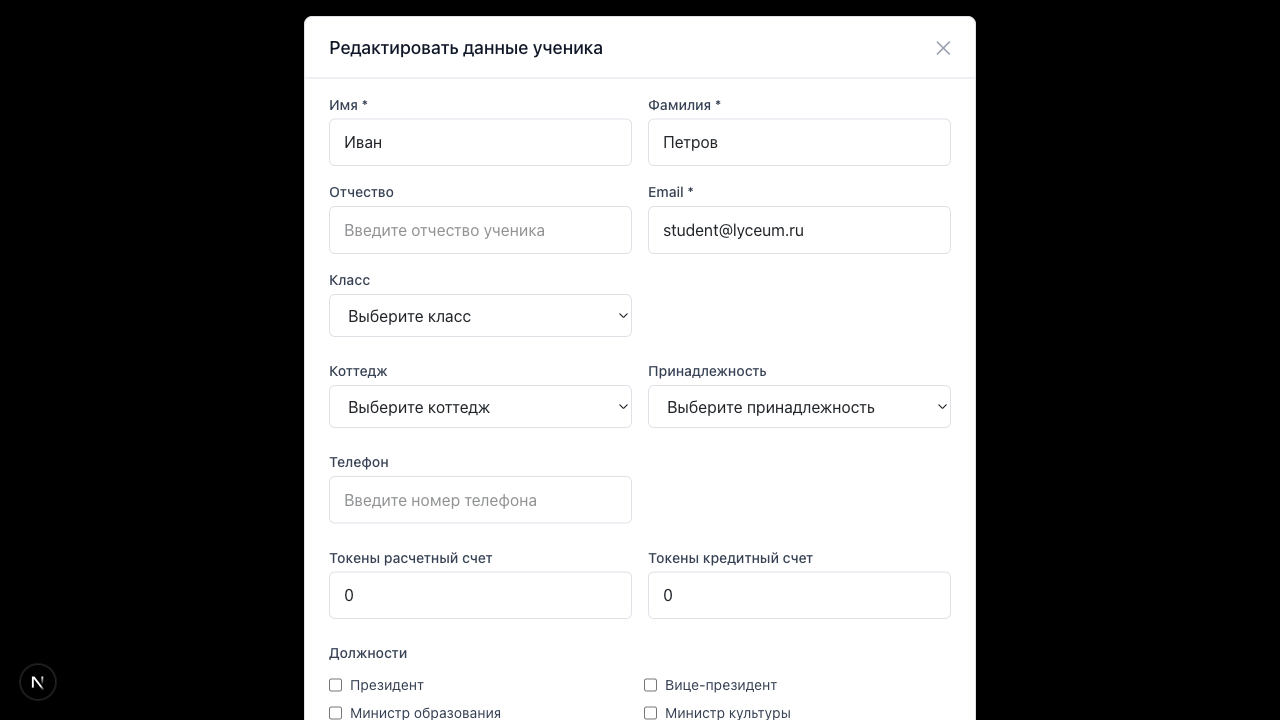 Редактировать данные ученика
Имя * Фамилия *
Иван Петров
Отчество Email *
Введите отчество ученика student@lyceum.ru
Класс
Выберите класс
Коттедж Принадлежность
Выберите коттедж Выберите принадлежность
Телефон
Введите номер телефона
Токены расчетный счет Токены кредитный счет
0 0
Должности
N
Президент Вице-президент
Министр образования Министр культуры